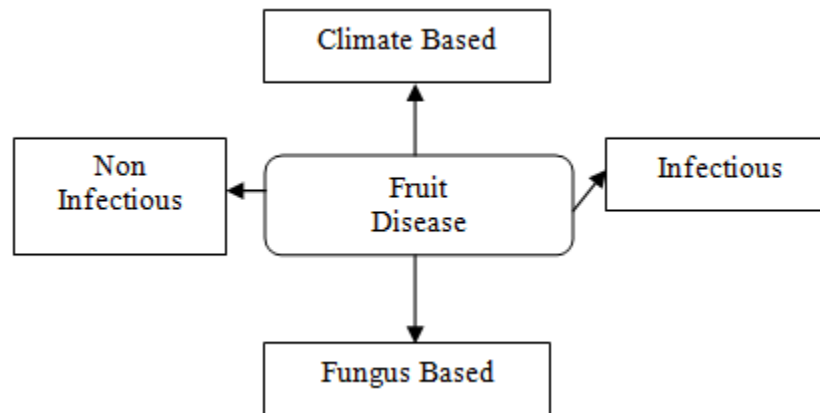 Climate Based
Non
Infectious
Fruit
Disease
Infectious
Fungus Based